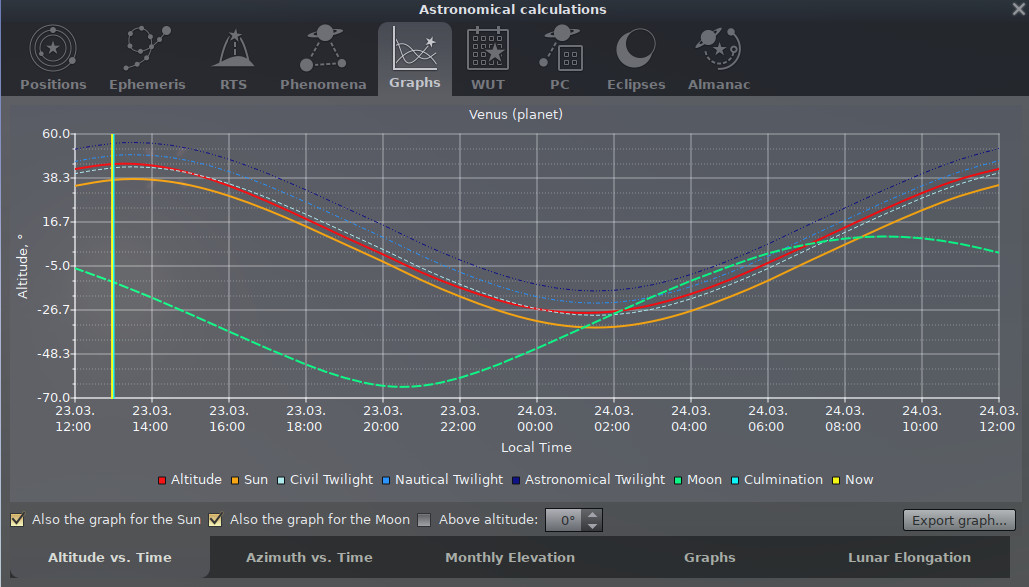 Astronomical calculations
Positions Ephemeris RTS Phenomena Graphs WUT PC Eclipses Almanac
Venus (planet)
Altitude, °
60.0
38.3
16.7
-5.0
-26.7
-48.3
-70.0
23.03. 23.03. 23.03. 23.03. 23.03. 23.03. 24.03. 24.03. 24.03. 24.03. 24.03. 24.03. 24.03.
12:00 14:00 16:00 18:00 20:00 22:00 00:00 02:00 04:00 06:00 08:00 10:00 12:00
Local Time
Altitude Sun Civil Twilight Nautical Twilight Astronomical Twilight Moon Culmination Now
Also the graph for the Sun Also the graph for the Moon Above altitude: 0° Export graph...
Altitude vs. Time Azimuth vs. Time Monthly Elevation Graphs Lunar Elongation